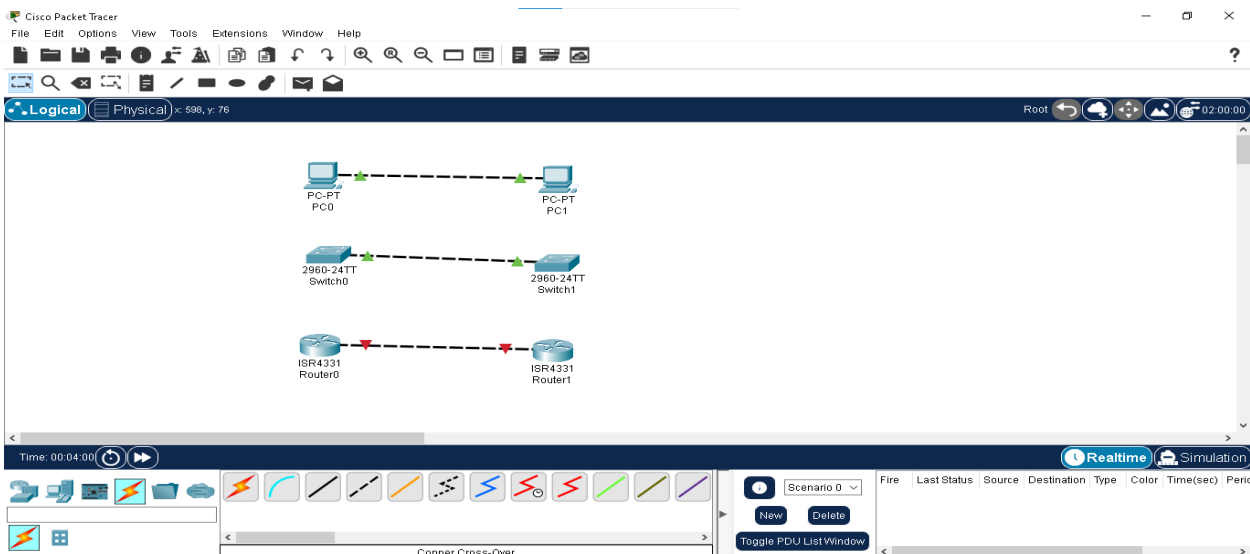 Cisco Packet Tracer
File Edit Options View Tools Extensions Window Help
?
Logical Physical x: 598, y: 76 Root 02:00:00
PC-PT
PC0
PC-PT
PC1
2960-24TT
Switch0
2960-24TT
Switch1
ISR4331
Router0
ISR4331
Router1
Time: 00:04:00 Realtime Simulation
Scenario 0
New Delete
Toggle PDU List Window
Fire Last Status Source Destination Type Color Time(sec)
Copper Cross-Over